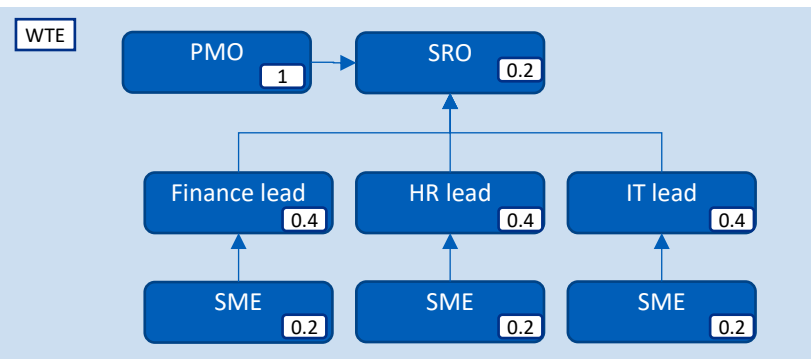 WTE
PMO
1
SRO
0.2
Finance lead
0.4
HR lead
0.4
IT lead
0.4
SME
0.2
SME
0.2
SME
0.2